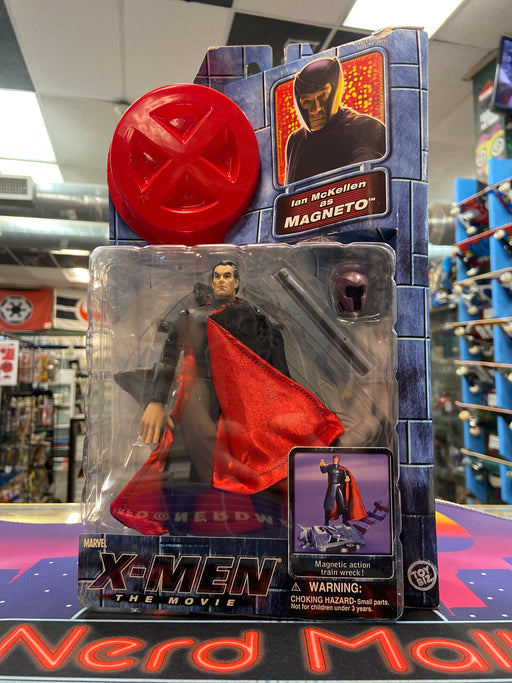 Ian McKellen
as
MAGNETO™
Magnetic action
train wreck!
MARVEL
X-MEN
THE MOVIE
WARNING:
CHOKING HAZARD-Small parts.
Not for children under 3 years.
TOY
BIZ
Nerd Mall